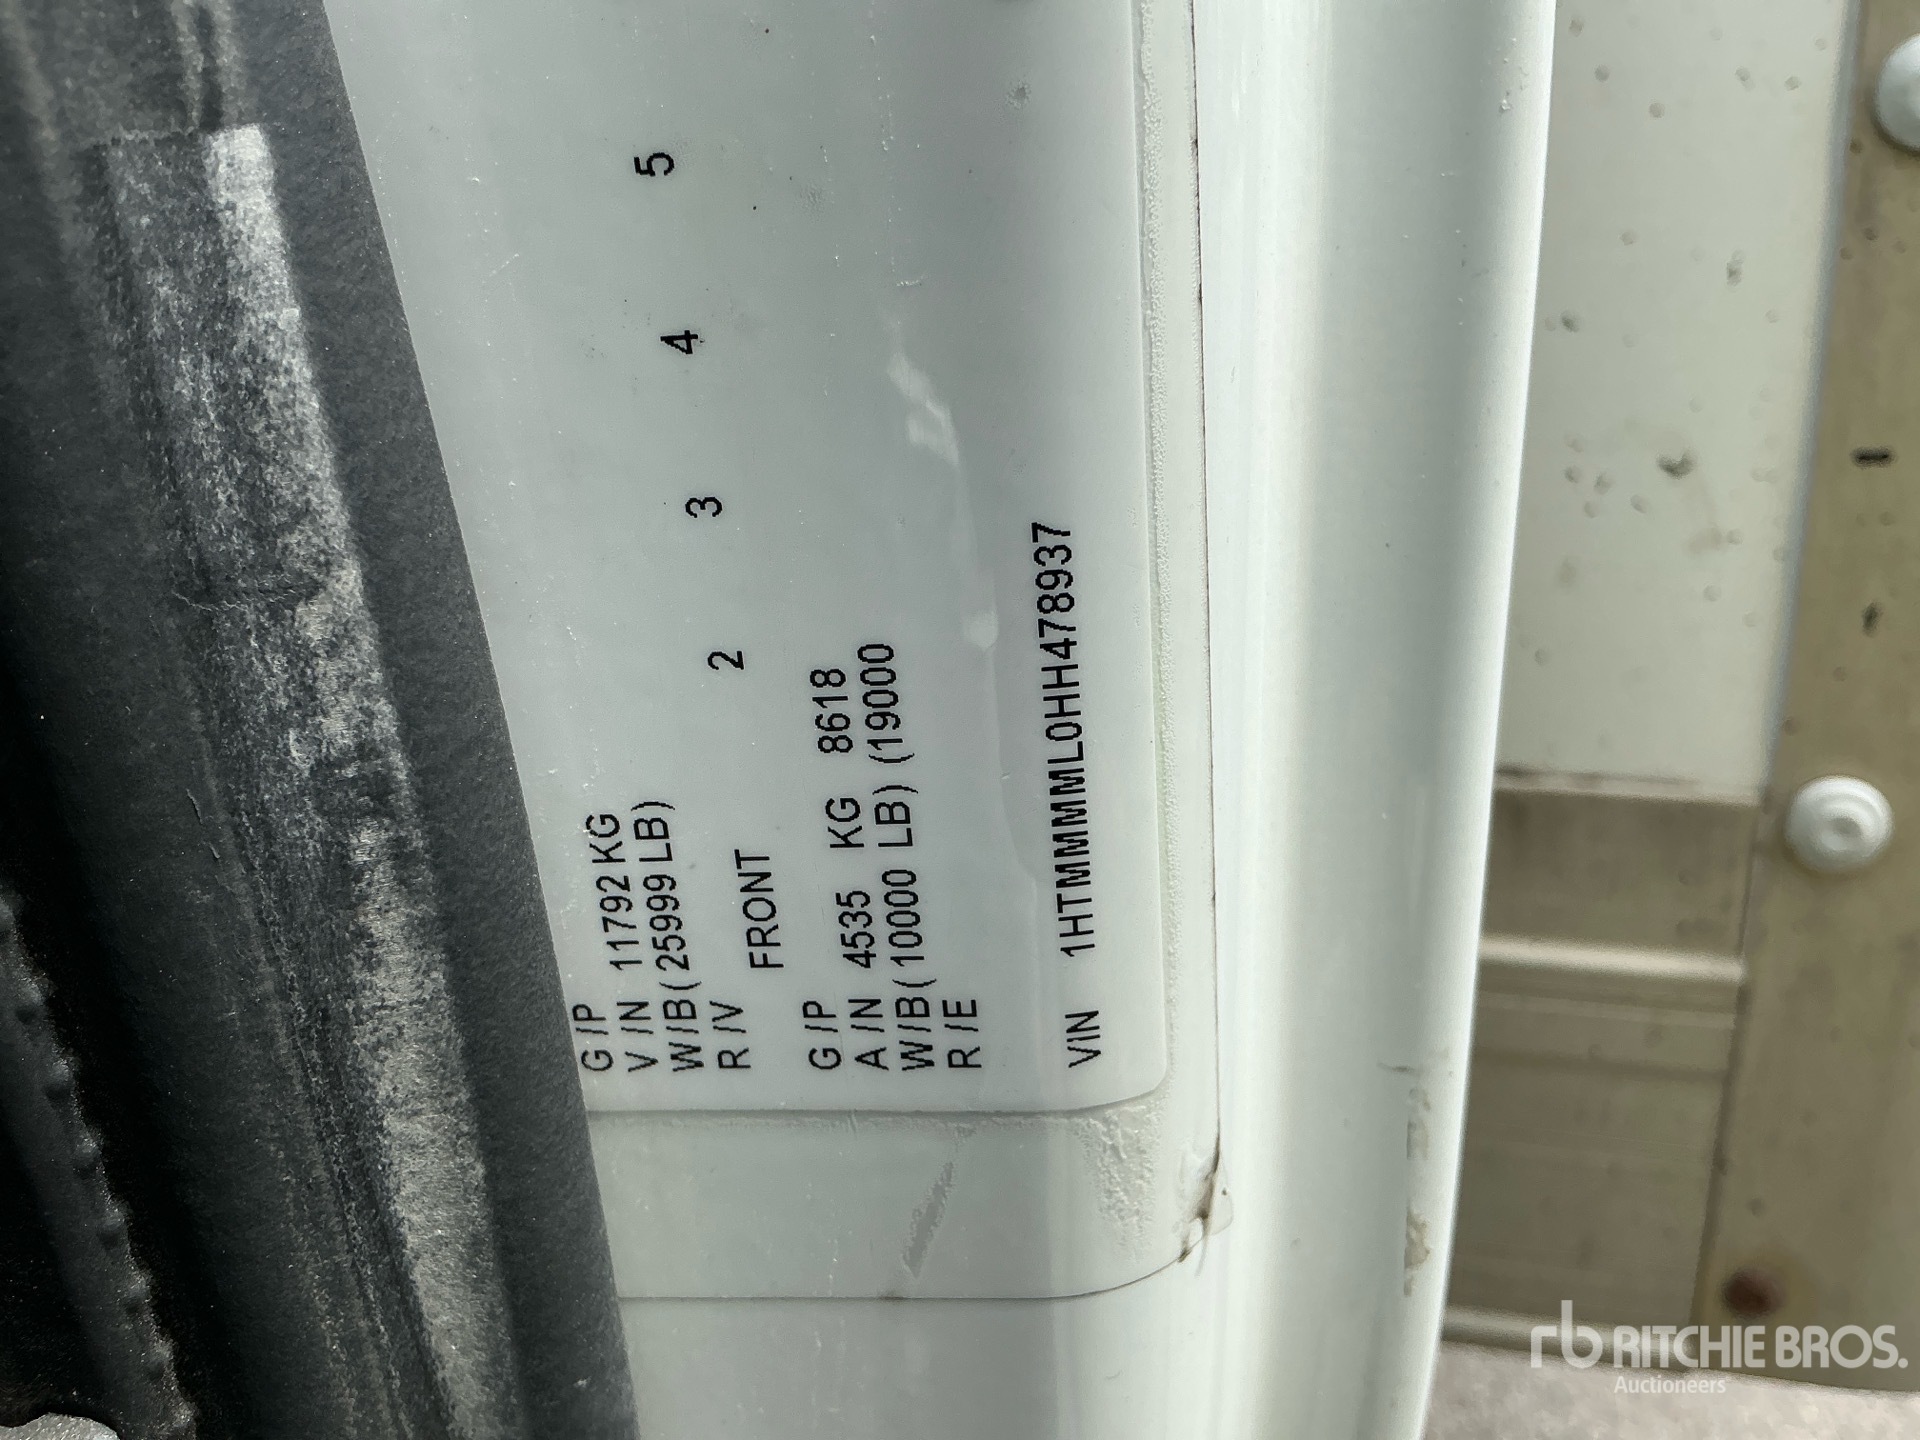 G/P
V/N 11792 KG
W/B(25999 LB)
R/V
FRONT 2 3 4 5
G/P
A/N 4535 KG 8618
W/B(10000 LB) (19000
R/E
VIN 1HTMMMML0HH478937
rb RITCHIE BROS.
Auctioneers